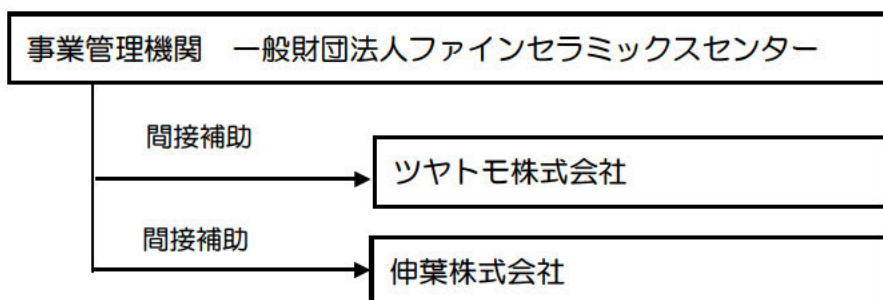 事業管理機関　一般財団法人ファインセラミックスセンター
間接補助
ツヤトモ株式会社
間接補助
伸葉株式会社